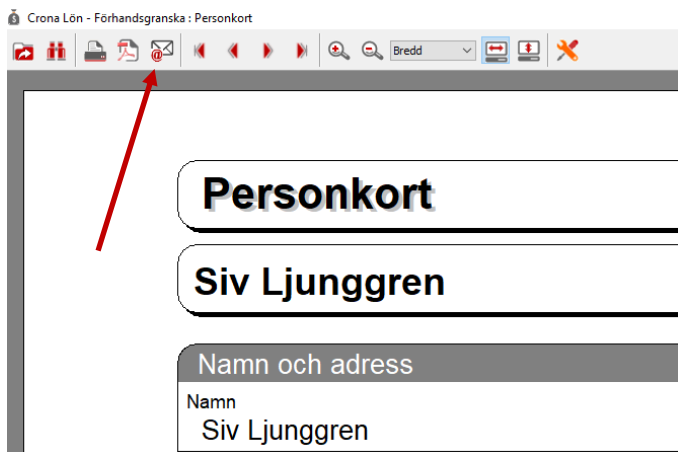 Crona Lön - Förhandsgranska : Personkort
@ Bredd
Personkort
Siv Ljunggren
Namn och adress
Namn
Siv Ljunggren